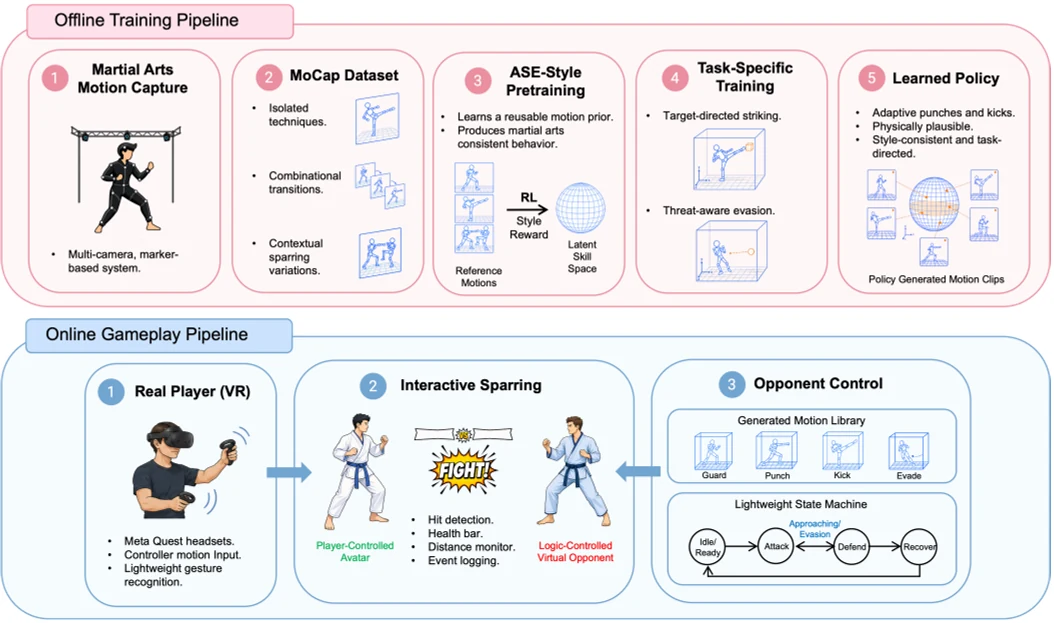 Offline Training Pipeline
1
Martial Arts
Motion Capture
• Multi-camera, marker-
based system.
2
MoCap Dataset
• Isolated
techniques.
• Combinational
transitions.
• Contextual
sparring
variations.
3
ASE-Style
Pretraining
• Learns a reusable motion prior.
• Produces martial arts
consistent behavior.
RL
Style
Reward
Reference
Motions
Latent
Skill
Space
4
Task-Specific
Training
• Target-directed striking.
• Threat-aware evasion.
5
Learned Policy
• Adaptive punches and kicks.
• Physically plausible.
• Style-consistent and task-
directed.
Policy Generated Motion Clips
Online Gameplay Pipeline
1
Real Player (VR)
• Meta Quest headsets.
• Controller motion Input.
• Lightweight gesture
recognition.
2
Interactive Sparring
VS
FIGHT!
• Hit detection.
• Health bar.
• Distance monitor.
• Event logging.
Player-Controlled
Avatar
Logic-Controlled
Virtual Opponent
3
Opponent Control
Generated Motion Library
Guard
Punch
Kick
Evade
Lightweight State Machine
Idle/
Ready
Attack
Approaching/
Evasion
Defend
Recover